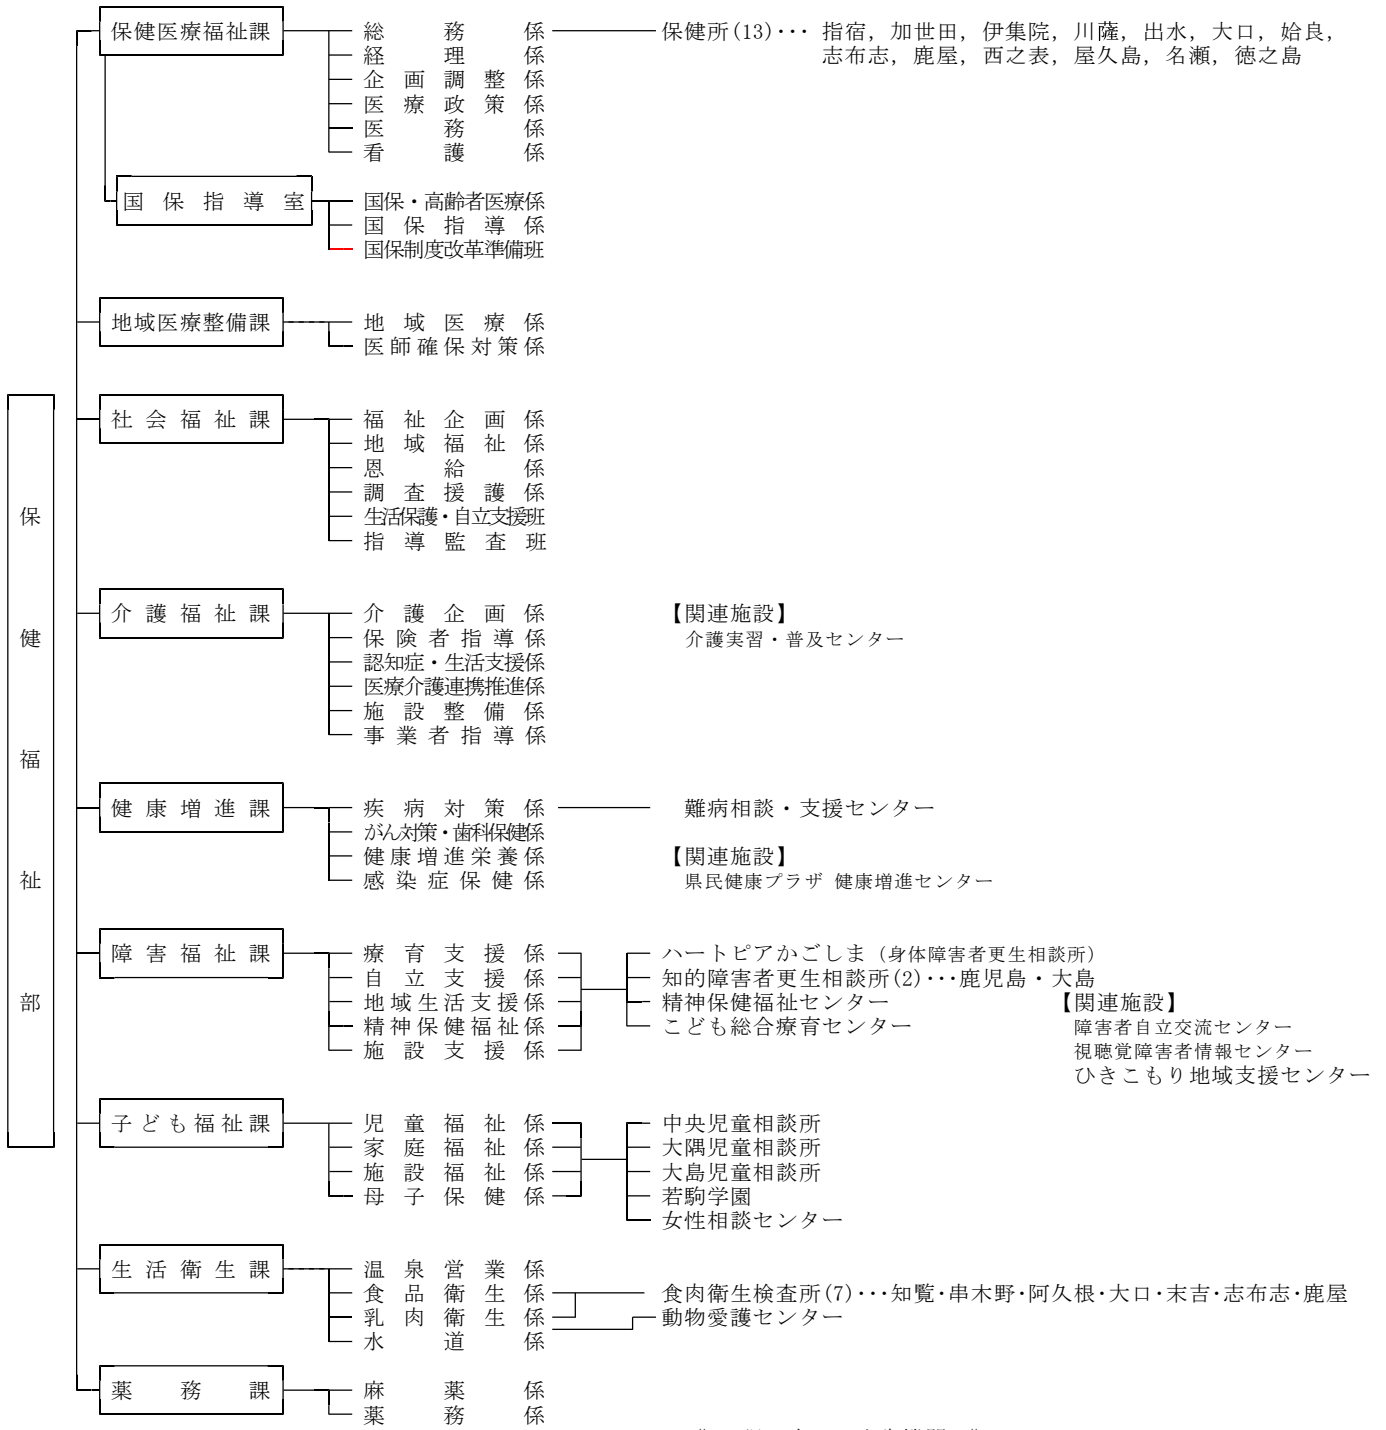 保健医療福祉課 総務係 保健所(13)･･･ 指宿, 加世田, 伊集院, 川薩, 出水, 大口, 姶良,
経理係 志布志, 鹿屋, 西之表, 屋久島, 名瀬, 徳之島
企画調整係
医療政策係
医務係
看護係
国保指導室 国保・高齢者医療係
国保指導係
国保制度改革準備班
地域医療整備課 地域医療係
医師確保対策係
社会福祉課 福祉企画係
地域福祉係
恩給係
調査援護係
生活保護・自立支援班
指導監査班
保健福祉部
介護福祉課 介護企画係 【関連施設】
保険者指導係 介護実習・普及センター
認知症・生活支援係
医療介護連携推進係
施設整備係
事業者指導係
健康増進課 疾病対策係 難病相談・支援センター
がん対策・歯科保健係
健康増進栄養係 【関連施設】
感染症保健係 県民健康プラザ 健康増進センター
障害福祉課 療育支援係 ハートピアかごしま (身体障害者更生相談所)
自立支援係 知的障害者更生相談所(2)･･･鹿児島・大島
地域生活支援係 精神保健福祉センター 【関連施設】
精神保健福祉係 こども総合療育センター 障害者自立交流センター
施設支援係 視聴覚障害者情報センター
ひきこもり地域支援センター
子ども福祉課 児童福祉係 中央児童相談所
家庭福祉係 大隅児童相談所
施設福祉係 大島児童相談所
母子保健係 若駒学園
女性相談センター
生活衛生課 温泉営業係
食品衛生係 食肉衛生検査所(7)･･･知覧･串木野･阿久根･大口･末吉･志布志･鹿屋
乳肉衛生係 動物愛護センター
水道係
薬務課 麻薬係
薬務係